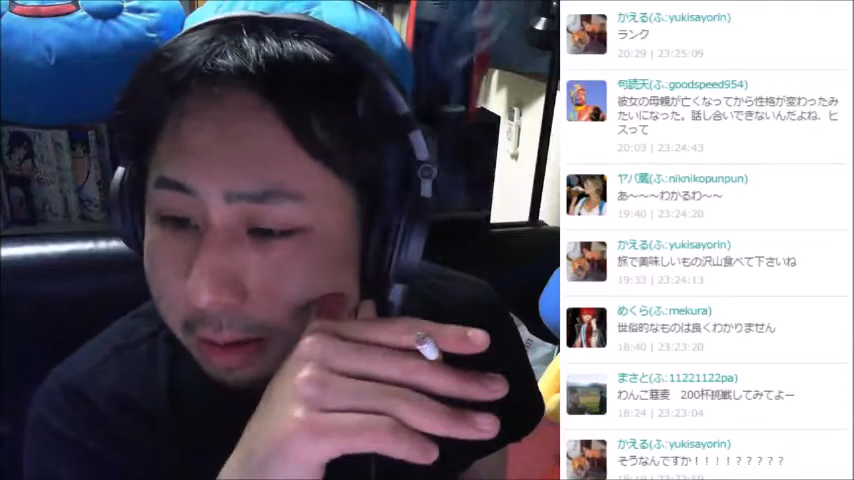 かえる(ふ:yukisayorin)
ランク
20:29 | 23:25:09
句読天(ふ:goodspeed954)
彼女の母親が亡くなってから性格が変わったみ
たいになった。話し合いできないんだよね、ヒ
スって
20:03 | 23:24:43
ヤバ蔵(ふ:niknikopunpun)
あ～～～わかるわ～～
19:40 | 23:24:20
かえる(ふ:yukisayorin)
旅で美味しいもの沢山食べて下さいね
19:33 | 23:24:13
めくら(ふ:mekura)
世俗的なものは良くわかりません
18:40 | 23:23:20
まさと(ふ:11221122pa)
わんこ蕎麦　200杯挑戦してみてよー
18:24 | 23:23:04
かえる(ふ:yukisayorin)
そうなんですか！！！！？？？？？
18:19 | 23:22:59